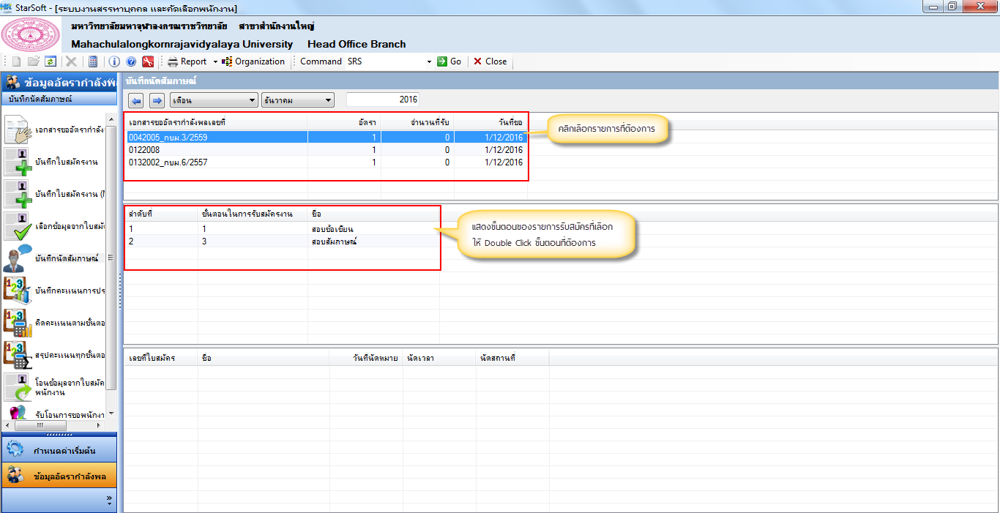 StarSoft - [ระบบงานสรรหาบุคคล และคัดเลือกพนักงาน]
มหาวิทยาลัยมหาจุฬาลงกรณราชวิทยาลัย สาขาสำนักงานใหญ่
Mahachulalongkornrajavidyalaya University Head Office Branch
Report Organization Command SRS Go Close
ข้อมูลอัตรากำลังพล
บันทึกนัดสัมภาษณ์
เอกสารขออัตรากำลัง
บันทึกใบสมัครงาน
บันทึกใบสมัครงาน (
เลือกข้อมูลจากใบสมั
บันทึกนัดสัมภาษณ์
บันทึกคะแนนการประ
คิดคะแนนตามขั้นตอ
สรุปคะแนนทุกขั้นตอ
โอนข้อมูลจากใบสมัค
พนักงาน
รับโอนการขอพนักงา
กำหนดค่าเริ่มต้น
ข้อมูลอัตรากำลังพล
บันทึกนัดสัมภาษณ์
เดือน ธันวาคม 2016
เอกสารขออัตรากำลังพลเลขที่ อัตรา จำนวนที่รับ วันที่ขอ
0042005_กบม.3/2559 1 0 1/12/2016
0122008 1 0 1/12/2016
0132002_กบม.6/2557 1 0 1/12/2016
คลิกเลือกรายการที่ต้องการ
ลำดับที่ ขั้นตอนในการรับสมัครงาน ชื่อ
1 1 สอบข้อเขียน
2 3 สอบสัมภาษณ์
แสดงขั้นตอนของรายการรับสมัครที่เลือก
ให้ Double Click ขั้นตอนที่ต้องการ
เลขที่ใบสมัคร ชื่อ วันที่นัดหมาย นัดเวลา นัดสถานที่